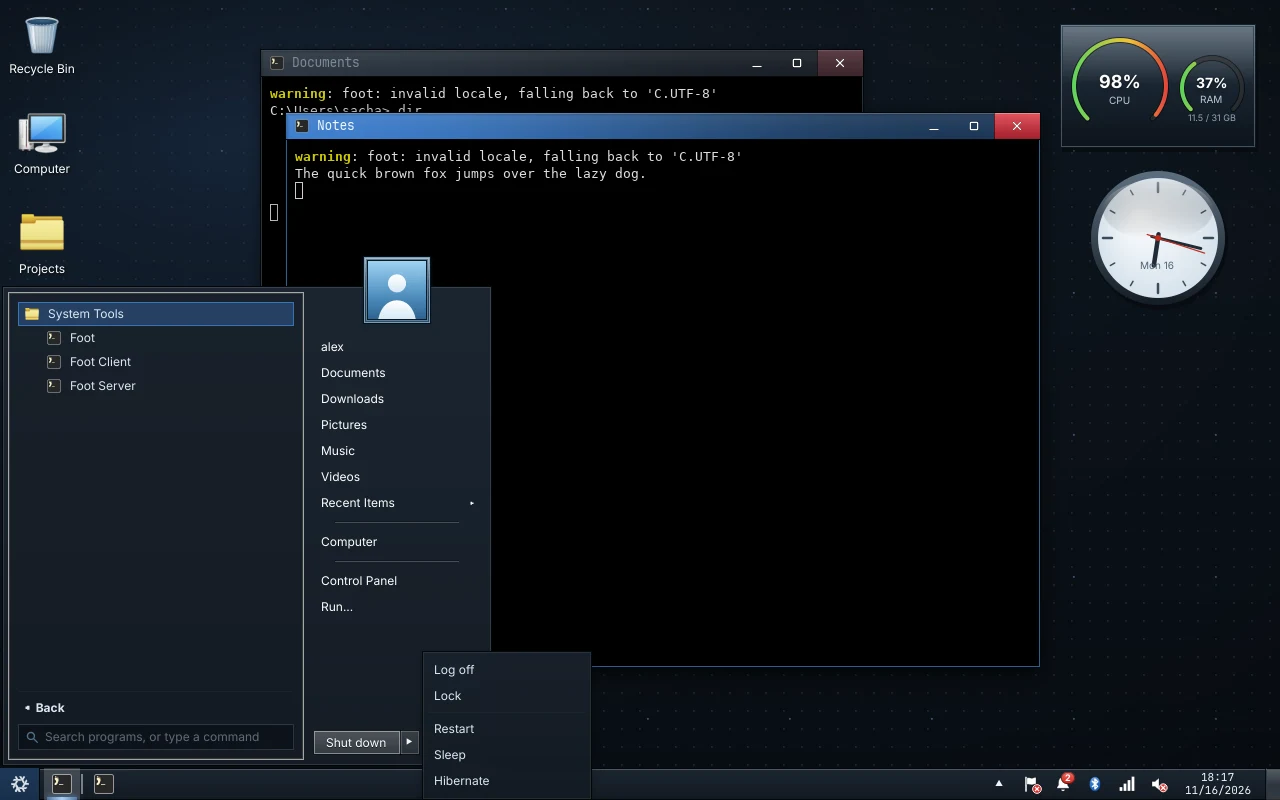 Recycle Bin
Computer
Projects
Documents
warning: foot: invalid locale, falling back to 'C.UTF-8'
C:\Users\sacha> dir
Notes
warning: foot: invalid locale, falling back to 'C.UTF-8'
The quick brown fox jumps over the lazy dog.
98%
CPU
37%
RAM
11.5 / 31 GB
Mon 16
System Tools
Foot
Foot Client
Foot Server
Back
Search programs, or type a command
alex
Documents
Downloads
Pictures
Music
Videos
Recent Items
Computer
Control Panel
Run...
Shut down
Log off
Lock
Restart
Sleep
Hibernate
2
18:17
11/16/2026